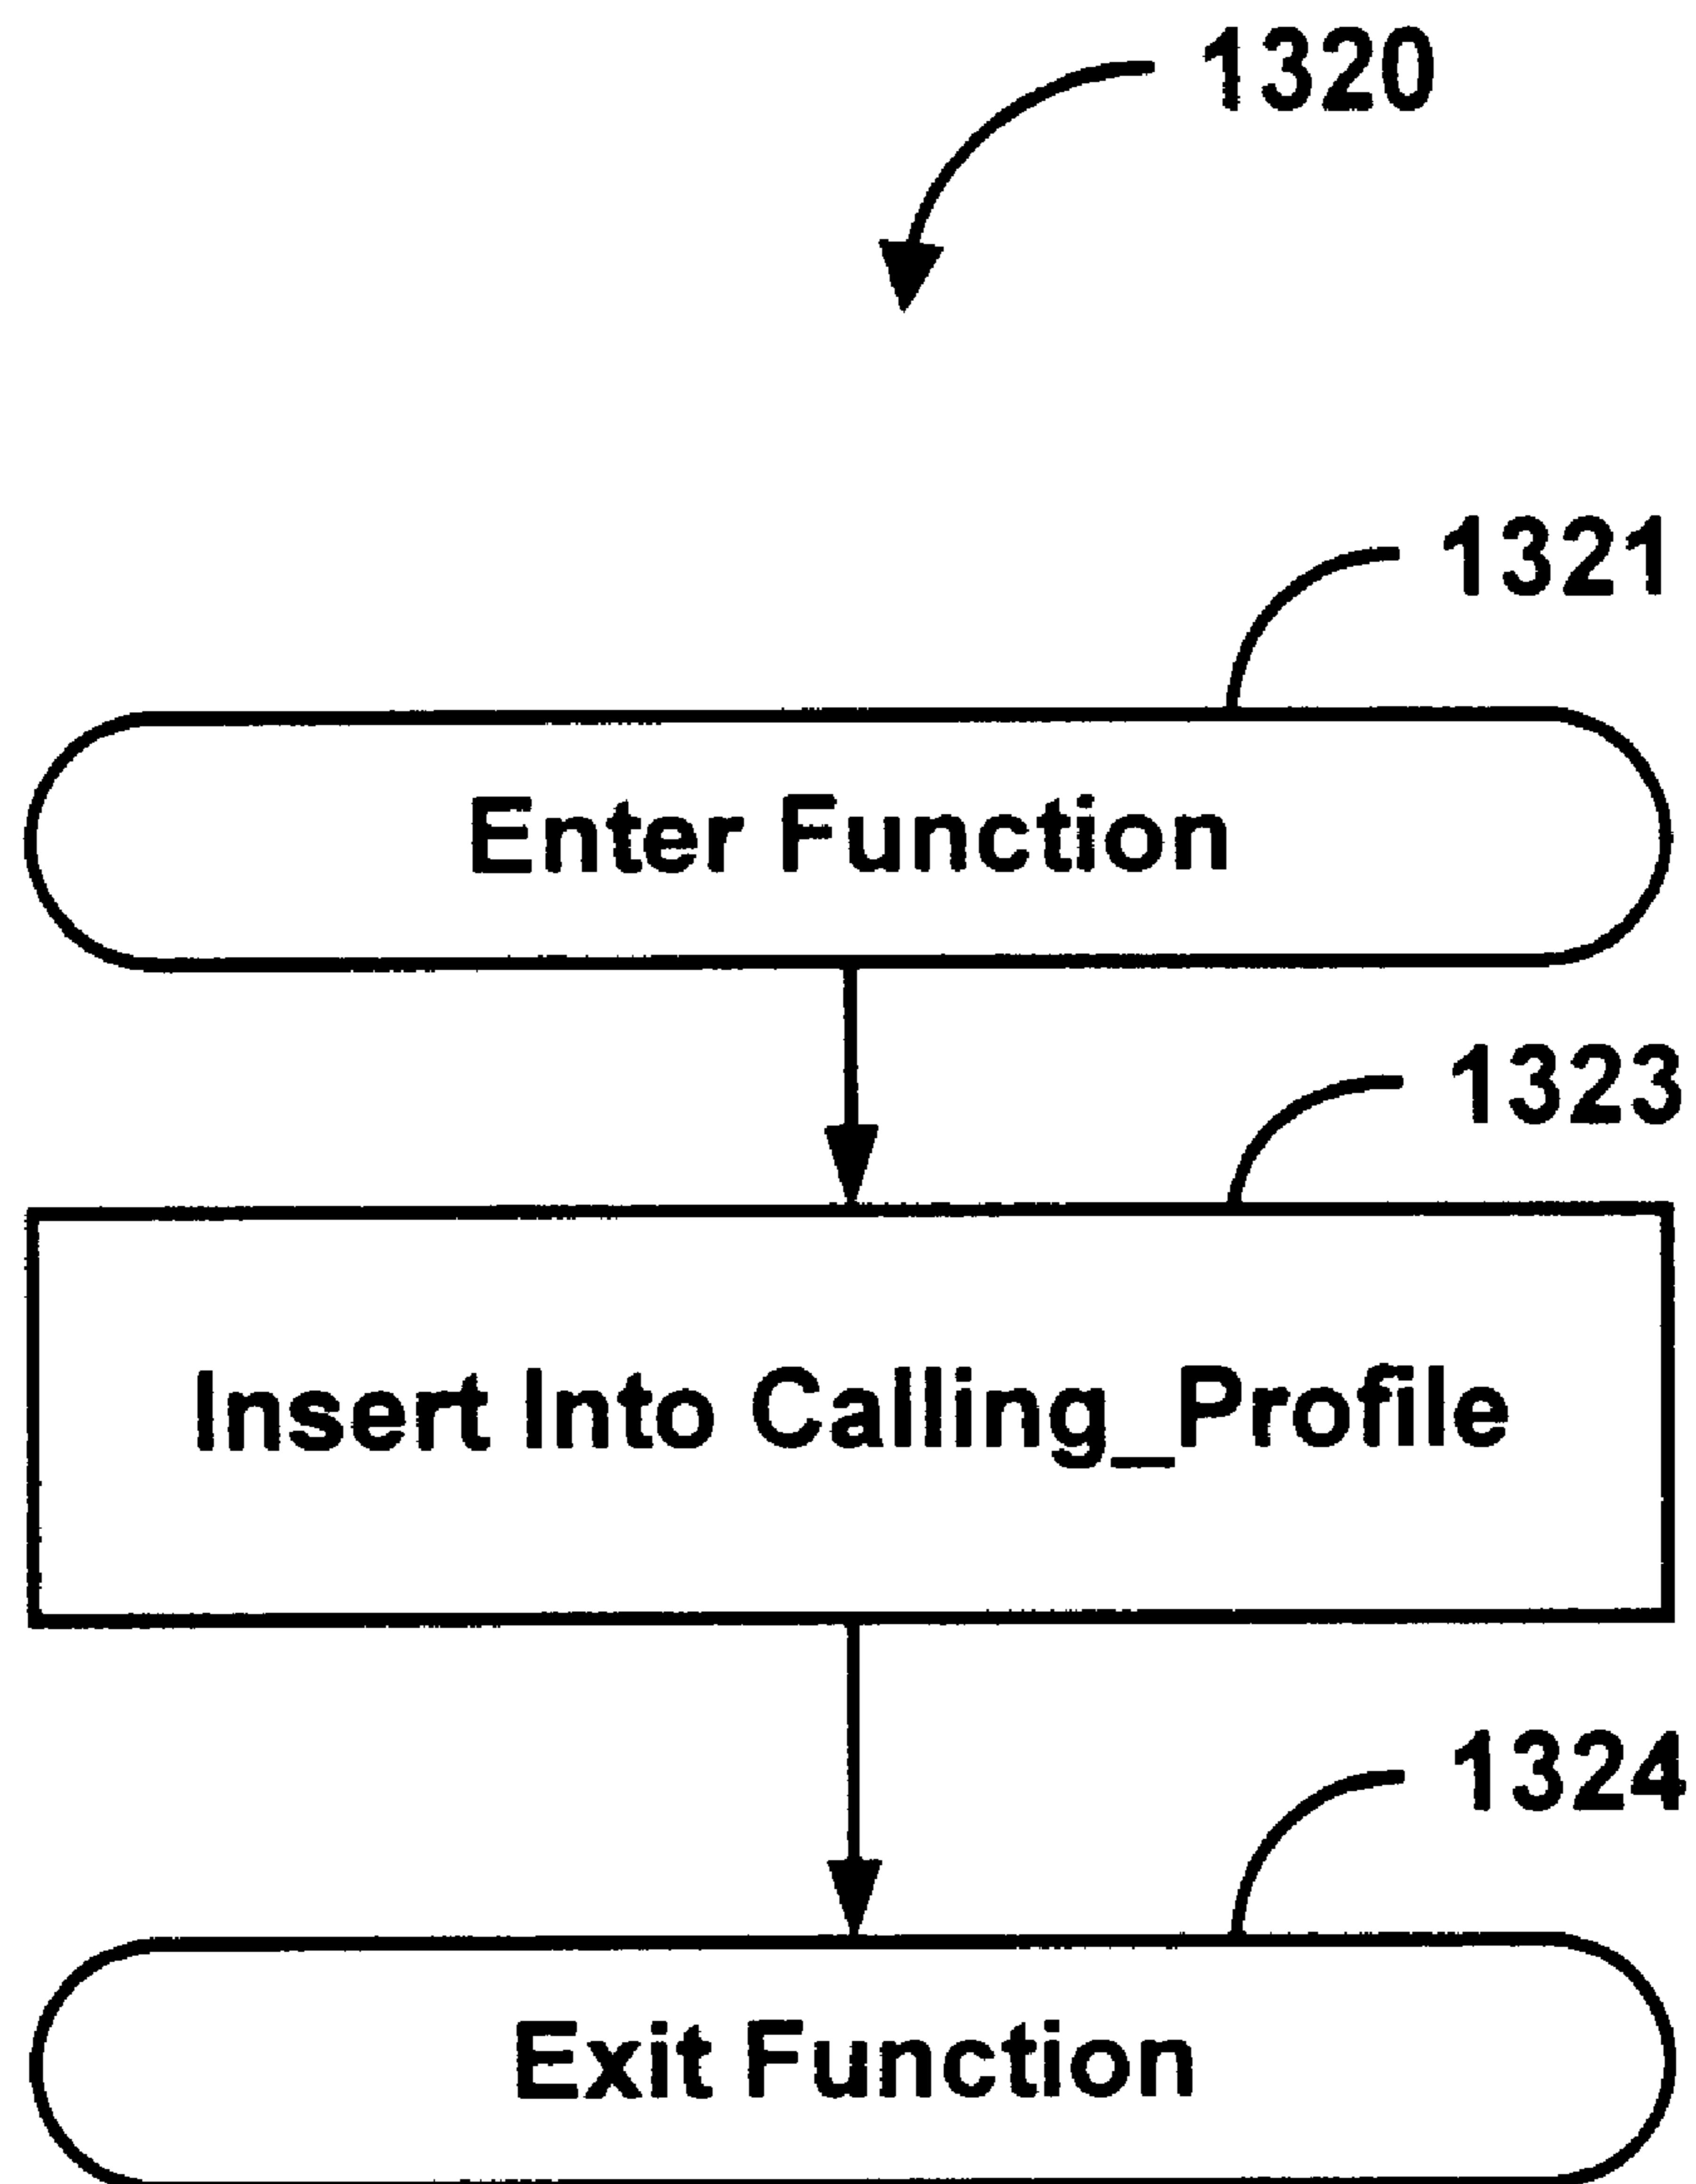 1320
1321
Enter Function
1323
Insert Into Calling_Profile
1324
Exit Function